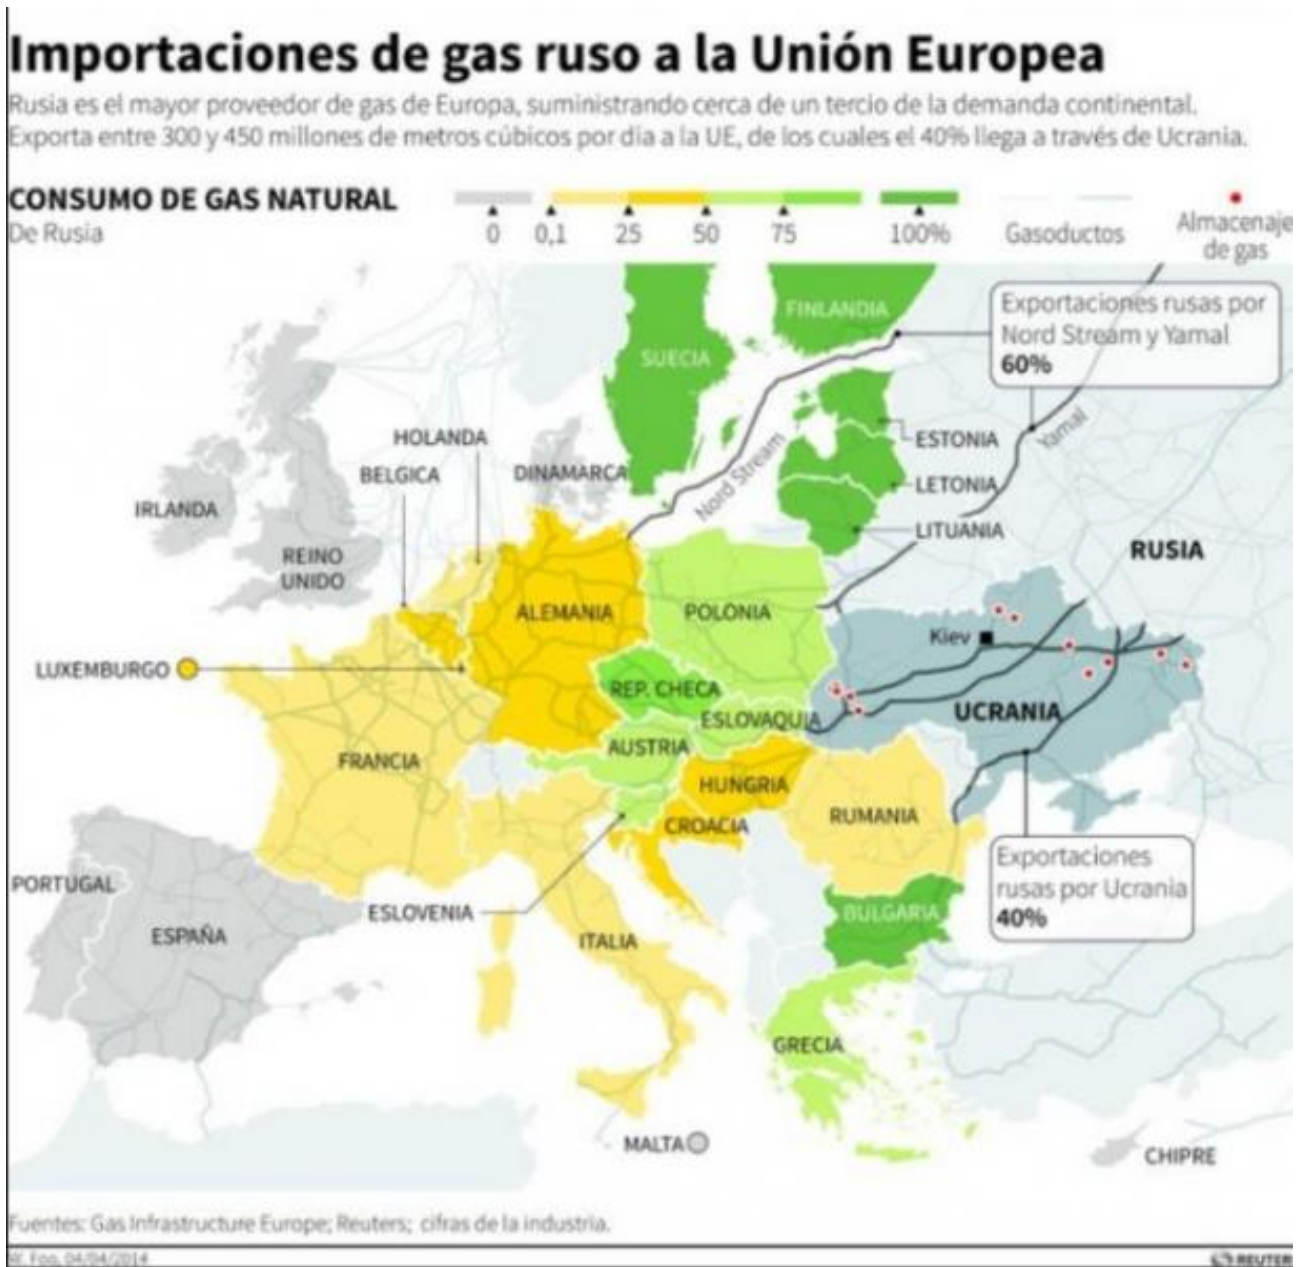 Importaciones de gas ruso a la Unión Europea
Rusia es el mayor proveedor de gas de Europa, suministrando cerca de un tercio de la demanda continental.
Exporta entre 300 y 450 millones de metros cúbicos por dia a la UE, de los cuales el 40% llega a través de Ucrania.
CONSUMO DE GAS NATURAL
De Rusia
0 0,1 25 50 75 100%
Gasoductos
Almacenaje
de gas
FINLANDIA
Exportaciones rusas por
Nord Stream y Yamal
60%
SUECIA
HOLANDA
BELGICA
DINAMARCA
Nord Stream
Yamal
ESTONIA
LETONIA
LITUANIA
IRLANDA
REINO
UNIDO
RUSIA
ALEMANIA
POLONIA
Kiev
LUXEMBURGO
REP. CHECA
ESLOVAQUIA
UCRANIA
AUSTRIA
FRANCIA
HUNGRIA
CROACIA
RUMANIA
Exportaciones
rusas por Ucrania
40%
PORTUGAL
ESPAÑA
ESLOVENIA
ITALIA
BULGARIA
GRECIA
MALTA
CHIPRE
Fuentes: Gas Infrastructure Europe; Reuters; cifras de la industria.
W. Foo, 04/04/2014
REUTERS